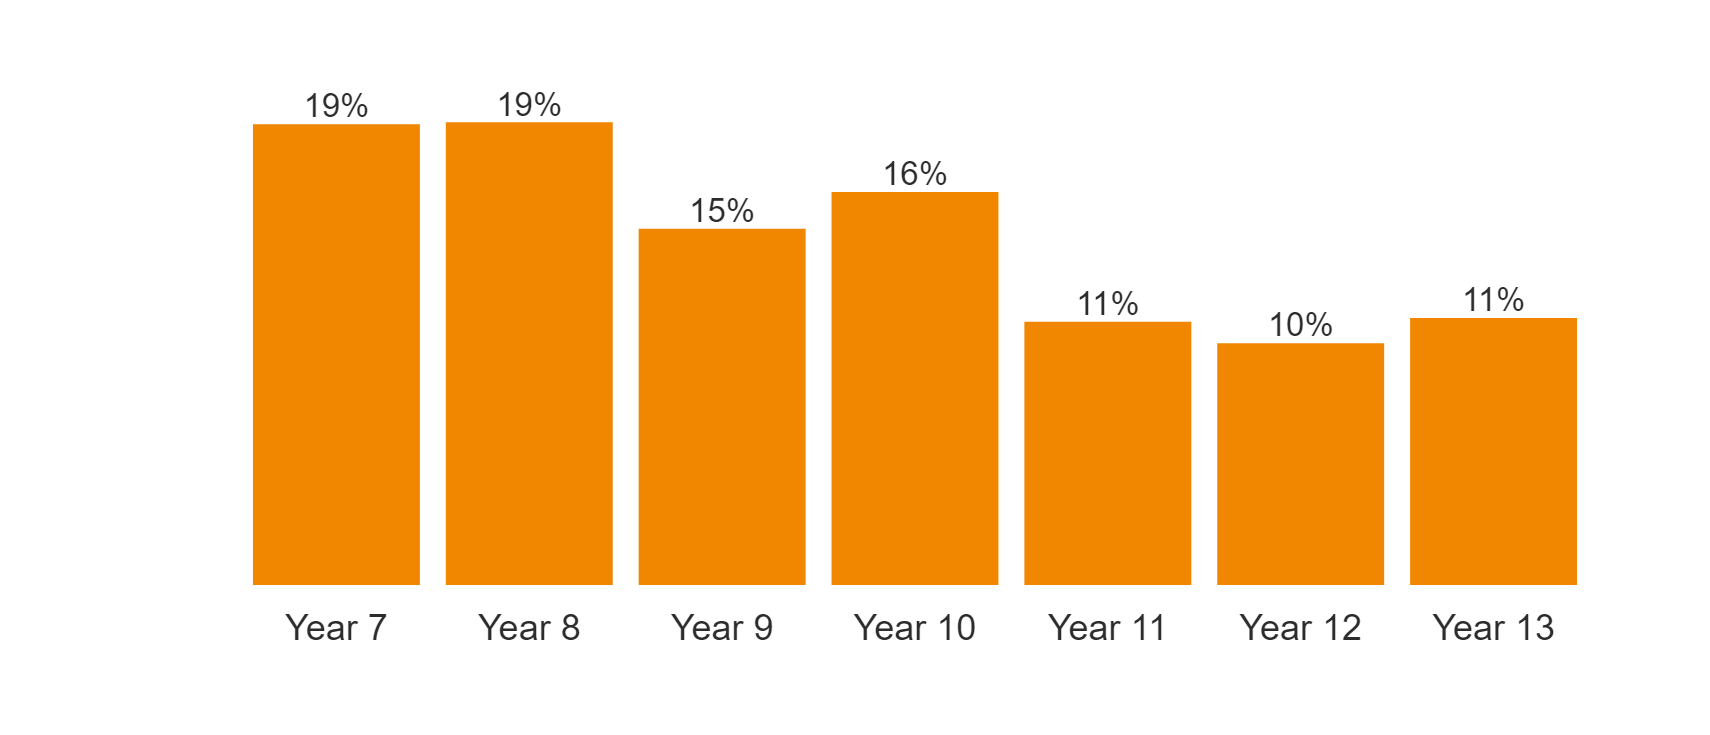 19%
19%
15%
16%
11%
10%
11%
Year 7
Year 8
Year 9
Year 10
Year 11
Year 12
Year 13